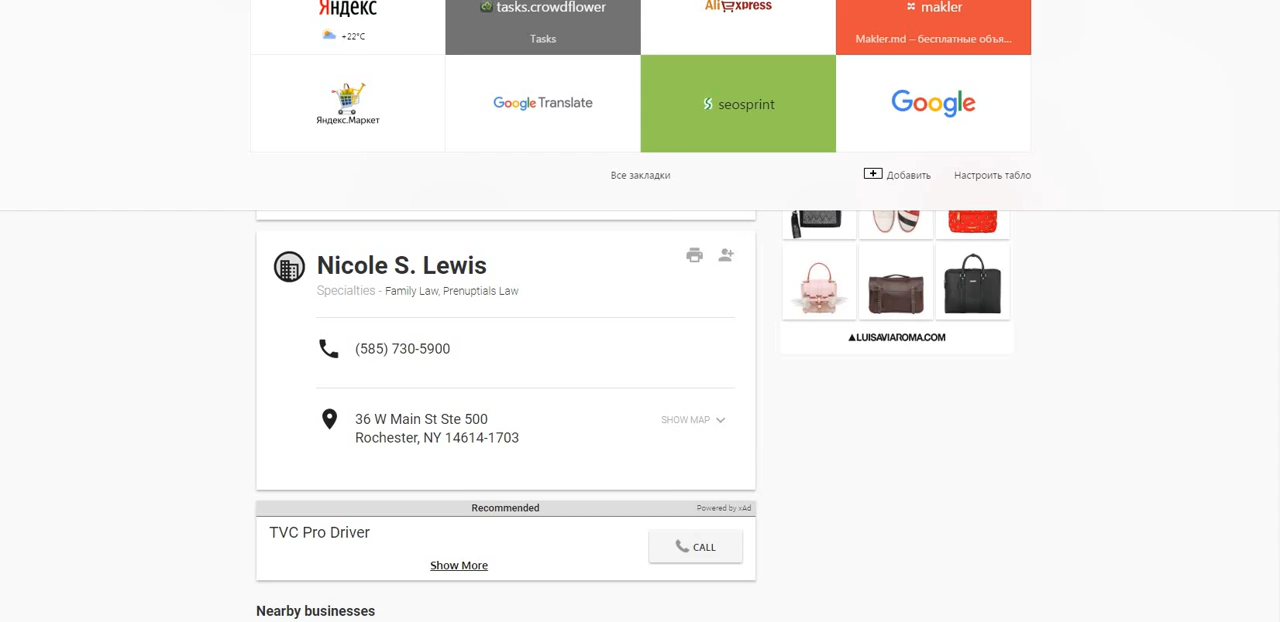 Яндекс
tasks.crowdflower
AliExpress
makler
+22°C
Tasks
Makler.md – бесплатные объя...
Яндекс.Маркет
Google Translate
seosprint
Google
Все закладки
Добавить
Настроить табло
Nicole S. Lewis
Specialties - Family Law, Prenuptials Law
(585) 730-5900
36 W Main St Ste 500
SHOW MAP
Rochester, NY 14614-1703
LUISAVIAROMA.COM
Recommended
Powered by xAd
TVC Pro Driver
CALL
Show More
Nearby businesses